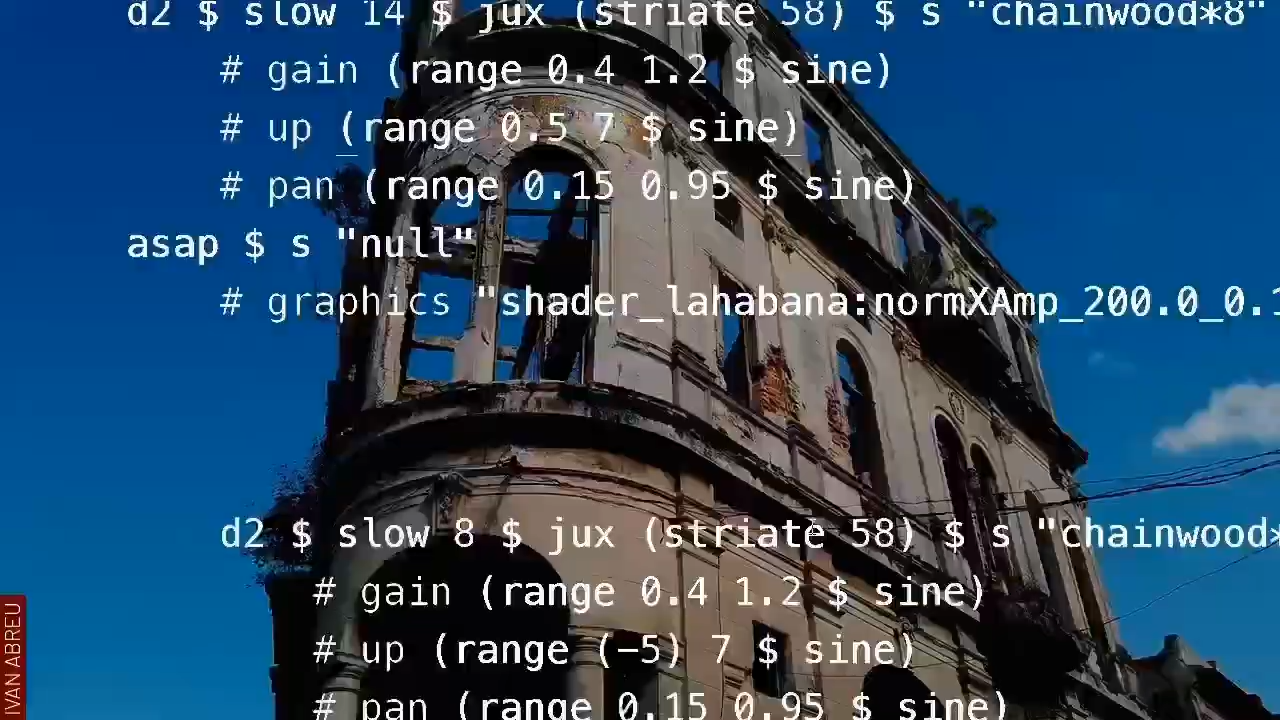 d2 $ slow 14 $ jux (striate 58) $ s "chainwood*8"
# gain (range 0.4 1.2 $ sine)
# up (range 0.5 7 $ sine)
# pan (range 0.15 0.95 $ sine)
asap $ s "null"
# graphics "shader_lahabana:normXAmp_200.0_0.1
d2 $ slow 8 $ jux (striate 58) $ s "chainwood*
# gain (range 0.4 1.2 $ sine)
# up (range (-5) 7 $ sine)
# pan (range 0.15 0.95 $ sine)
IVAN ABREU